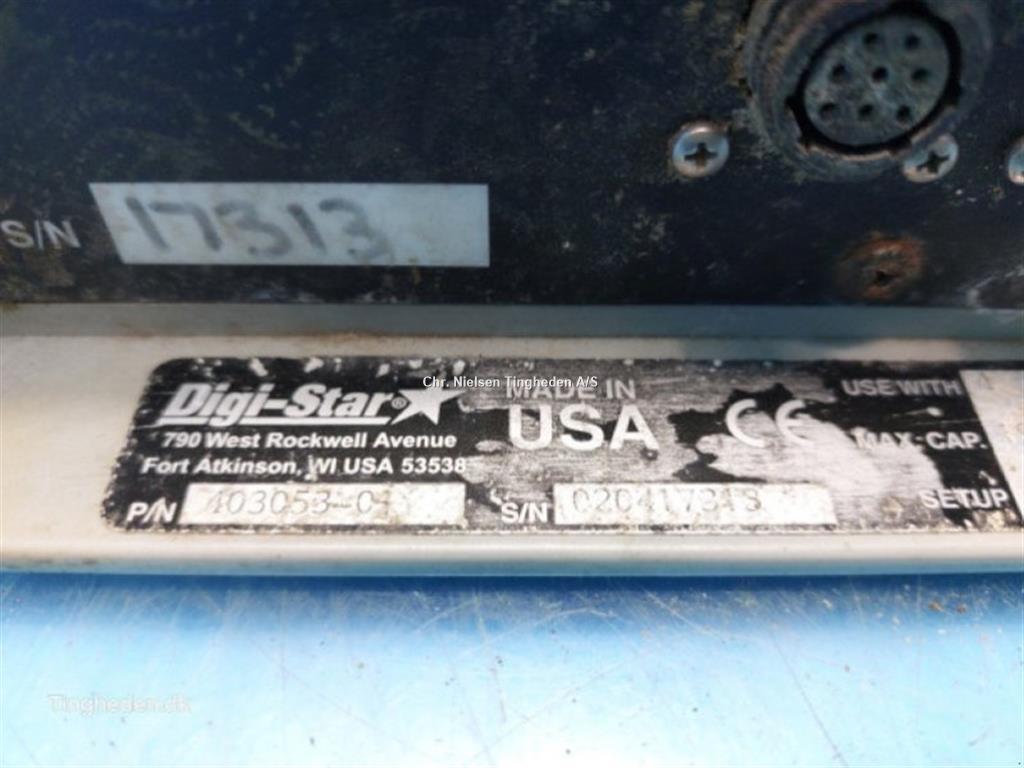 S/N 17313
Chr. Nielsen Tingheden A/S
Digi-Star®
790 West Rockwell Avenue
Fort Atkinson, WI USA 53538
P/N
MADE IN
USA
CE
S/N
USE WITH
MAX-CAP.
SETUP
Tingheden.dk